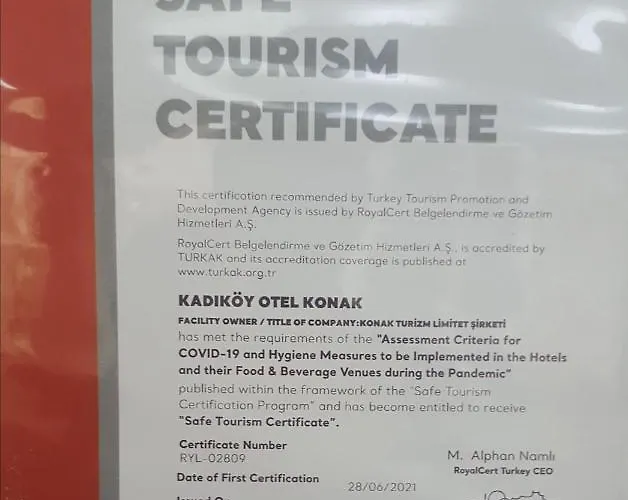 SAFE
TOURISM
CERTIFICATE
This certification recommended by Turkey Tourism Promotion and
Development Agency is issued by RoyalCert Belgelendirme ve Gözetim
Hizmetleri A.Ş.
RoyalCert Belgelendirme ve Gözetim Hizmetleri A.Ş., is accredited by
TURKAK and its accreditation coverage is published at
www.turkak.org.tr
KADIKÖY OTEL KONAK
FACILITY OWNER / TITLE OF COMPANY:KONAK TURİZM LİMİTET ŞİRKETİ
has met the requirements of the "Assessment Criteria for
COVID-19 and Hygiene Measures to be Implemented in the Hotels
and their Food & Beverage Venues during the Pandemic"
published within the framework of the "Safe Tourism
Certification Program" and has become entitled to receive
"Safe Tourism Certificate".
Certificate Number
RYL-02809
M. Alphan Namlı
RoyalCert Turkey CEO
Date of First Certification
28/06/2021
Issued On